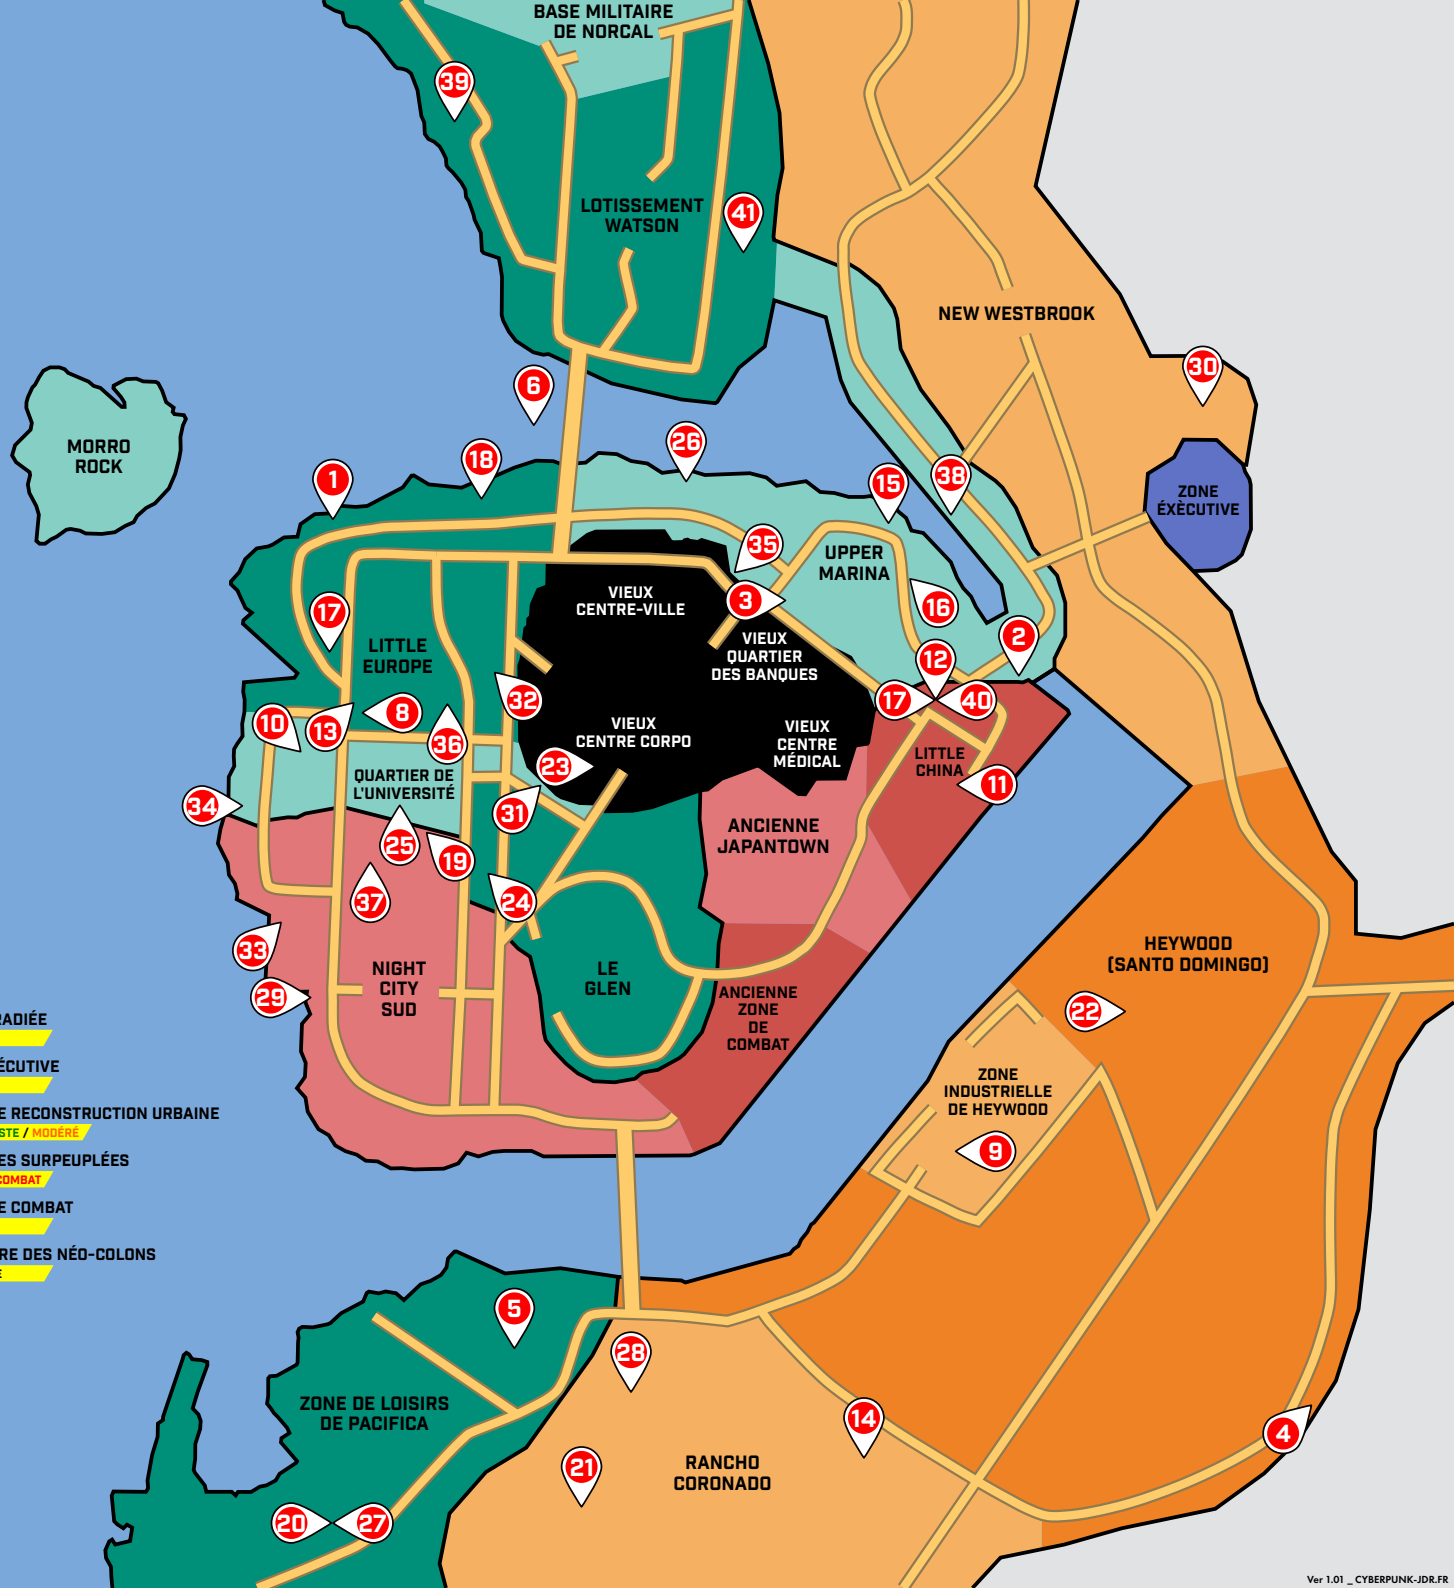 BASE MILITAIRE
DE NORCAL
39
LOTISSEMENT
WATSON
41
NEW WESTBROOK
30
6
MORRO
ROCK
26
18
1
15
38
ZONE
ÉXÈCUTIVE
35
UPPER
MARINA
VIEUX
CENTRE-VILLE
3
16
17
LITTLE
EUROPE
VIEUX
QUARTIER
DES BANQUES
2
12
32
17
40
8
10
13
36
VIEUX
CENTRE CORPO
VIEUX
CENTRE
MÉDICAL
LITTLE
CHINA
23
11
QUARTIER DE
L'UNIVERSITÉ
34
31
25
19
ANCIENNE
JAPANTOWN
37
24
33
HEYWOOD
(SANTO DOMINGO)
NIGHT
CITY
SUD
LE
GLEN
29
ANCIENNE
ZONE
DE
COMBAT
22
RADIÉE
ÉCUTIVE
ZONE
INDUSTRIELLE
DE HEYWOOD
E RECONSTRUCTION URBAINE
STE / MODÉRÉ
9
ES SURPEUPLÉES
COMBAT
E COMBAT
RE DES NÉO-COLONS
E
5
28
ZONE DE LOISIRS
DE PACIFICA
14
4
21
RANCHO
CORONADO
20
27
Ver 1.01 _ CYBERPUNK-JDR.FR